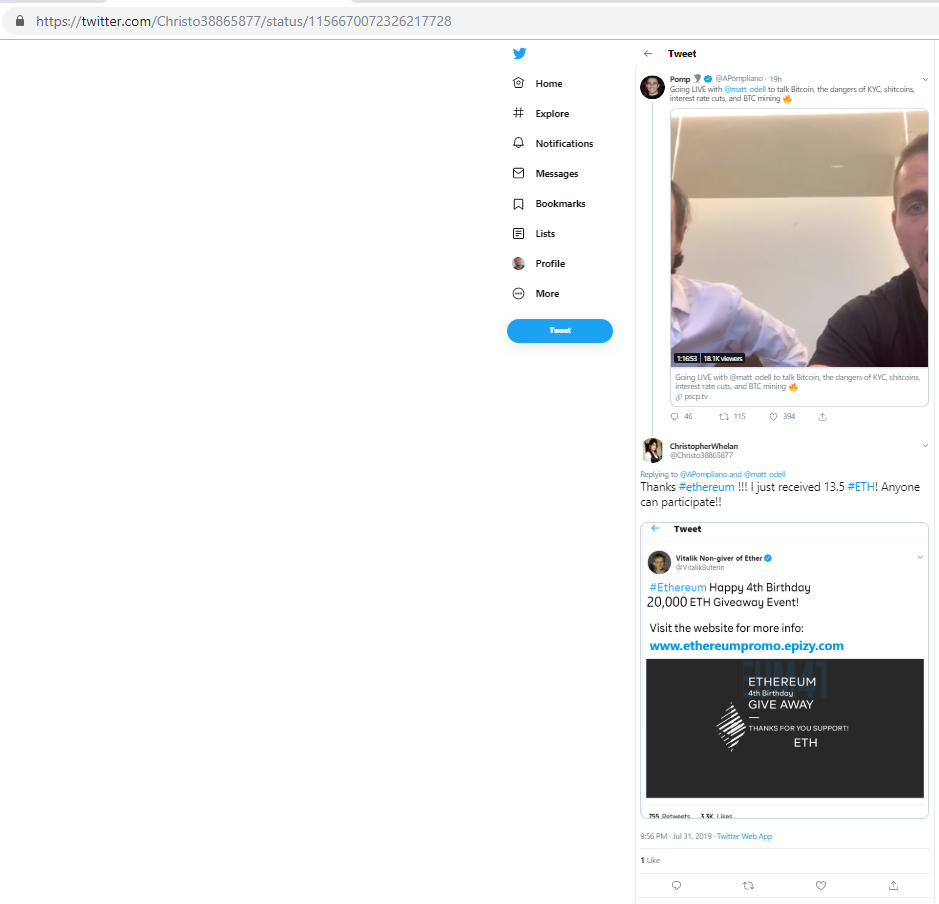 https://twitter.com/Christo38865877/status/1156670072326217728
Home
Explore
Notifications
Messages
Bookmarks
Lists
Profile
More
Tweet
Tweet
Pomp @APompliano · 19h
Going LIVE with @matt_odell to talk Bitcoin, the dangers of KYC, shitcoins,
interest rate cuts, and BTC mining 🔥
1:16:53 18.1K viewers
Going LIVE with @matt_odell to talk Bitcoin, the dangers of KYC, shitcoins,
interest rate cuts, and BTC mining 🔥
pscp.tv
46 115 394
ChristopherWhelan
@Christo38865877
Replying to @APompliano and @matt_odell
Thanks #ethereum !!! I just received 13.5 #ETH! Anyone
can participate!!
Tweet
Vitalik Non-giver of Ether
@VitalikButerin
#Ethereum Happy 4th Birthday
20,000 ETH Giveaway Event!
Visit the website for more info:
www.ethereumpromo.epizy.com
ETHEREUM
4th Birthday
GIVE AWAY
THANKS FOR YOU SUPPORT!
ETH
755 Retweets 3.3K Likes
9:56 PM · Jul 31, 2019 · Twitter Web App
1 Like